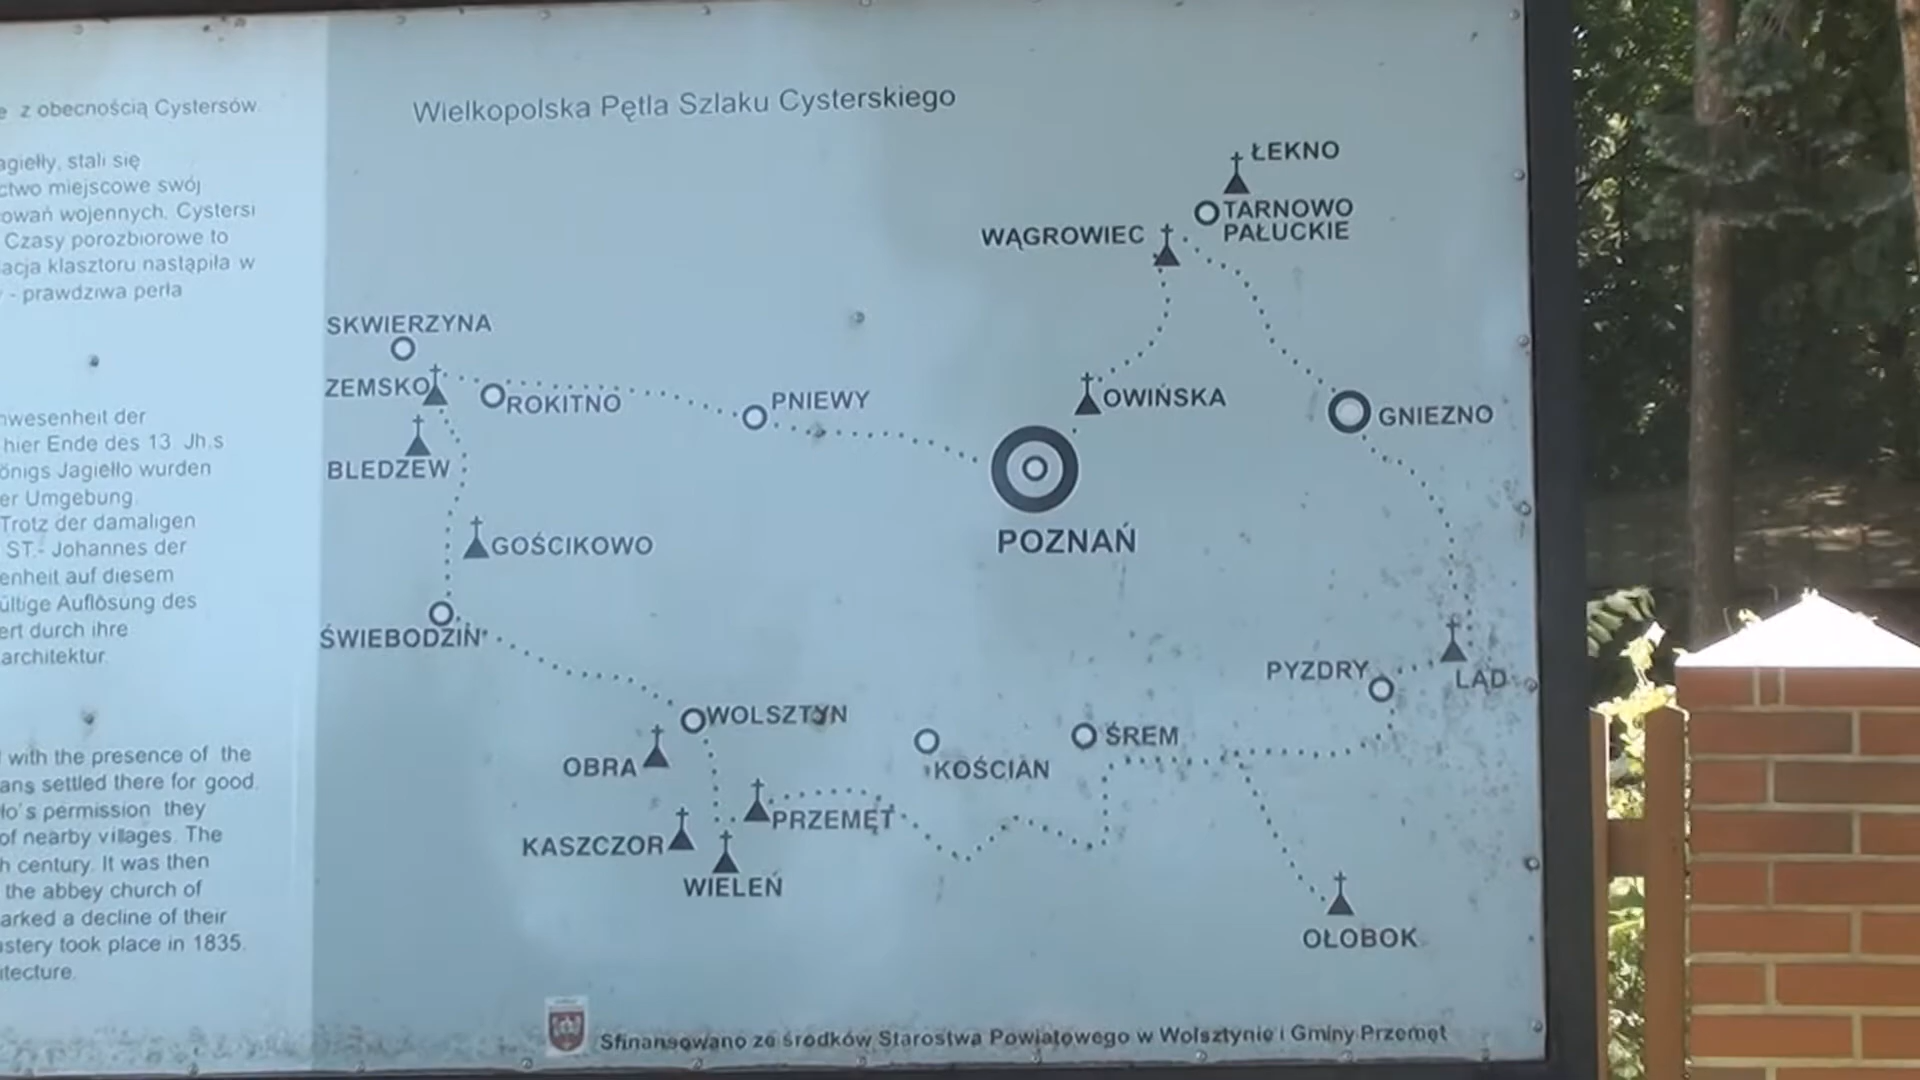 z obecnością Cystersów
agiełły, stali się
ctwo miejscowe swój
owań wojennych. Cystersi
Czasy porozbiorowe to
acja klasztoru nastąpiła w
- prawdziwa perła
nwesenheit der
hier Ende des 13 Jh.s
önigs Jagiełło wurden
er Umgebung.
Trotz der damaligen
ST.- Johannes der
enheit auf diesem
ültige Auflösung des
ert durch ihre
architektur.
with the presence of the
ans settled there for good.
ło's permission they
of nearby villages. The
h century. It was then
the abbey church of
arked a decline of their
astery took place in 1835.
itecture.
Wielkopolska Pętla Szlaku Cysterskiego
ŁEKNO
TARNOWO
PAŁUCKIE
WĄGROWIEC
SKWIERZYNA
ZEMSKO
ROKITNO
PNIEWY
OWIŃSKA
GNIEZNO
BLEDZEW
POZNAŃ
GOŚCIKOWO
ŚWIEBODZIN
PYZDRY
LĄD
WOLSZTYN
ŚREM
OBRA
KOŚCIAN
PRZEMĘT
KASZCZOR
WIELEŃ
OŁOBOK
Sfinansowano ze środków Starostwa Powiatowego w Wolsztynie i Gminy Przemęt